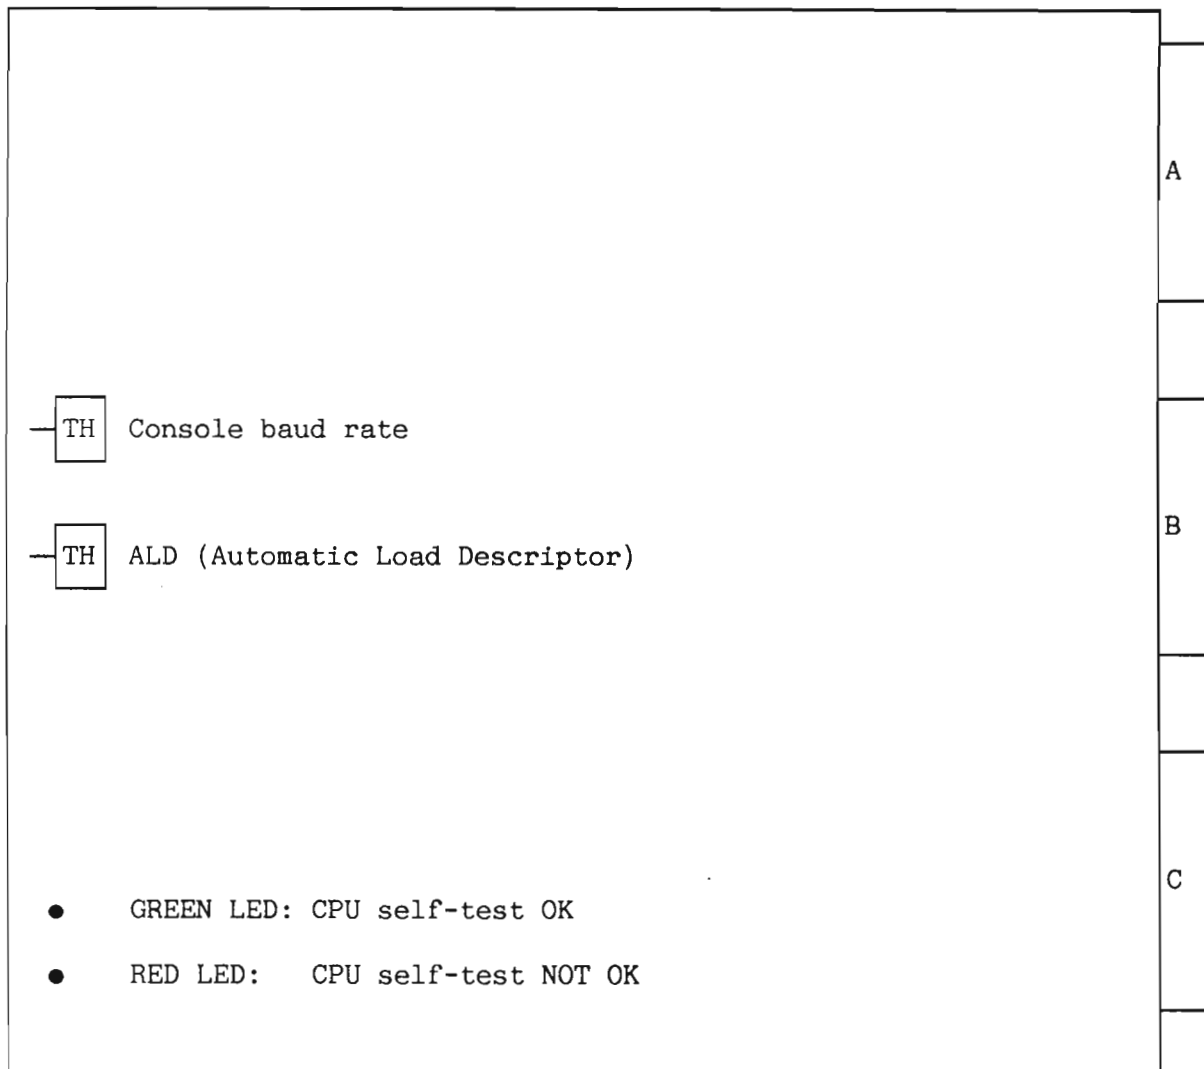 A
TH Console baud rate
B
TH ALD (Automatic Load Descriptor)
C
GREEN LED: CPU self-test OK
RED LED: CPU self-test NOT OK